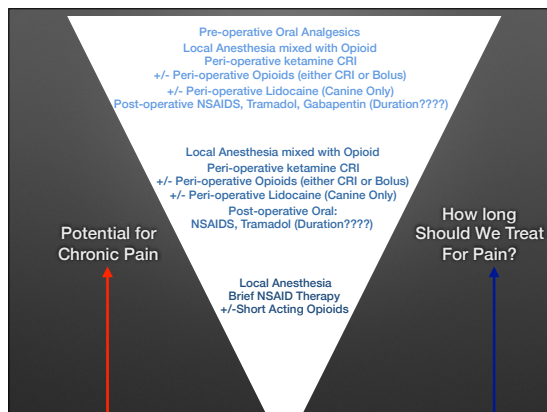 Pre-operative Oral Analgesics
Local Anesthesia mixed with Opioid
Peri-operative ketamine CRI
+/- Peri-operative Opioids (either CRI or Bolus)
+/- Peri-operative Lidocaine (Canine Only)
Post-operative NSAIDS, Tramadol, Gabapentin (Duration????)
Local Anesthesia mixed with Opioid
Peri-operative ketamine CRI
+/- Peri-operative Opioids (either CRI or Bolus)
+/- Peri-operative Lidocaine (Canine Only)
Post-operative Oral:
NSAIDS, Tramadol (Duration????)
Potential for
Chronic Pain
How long
Should We Treat
For Pain?
Local Anesthesia
Brief NSAID Therapy
+/-Short Acting Opioids